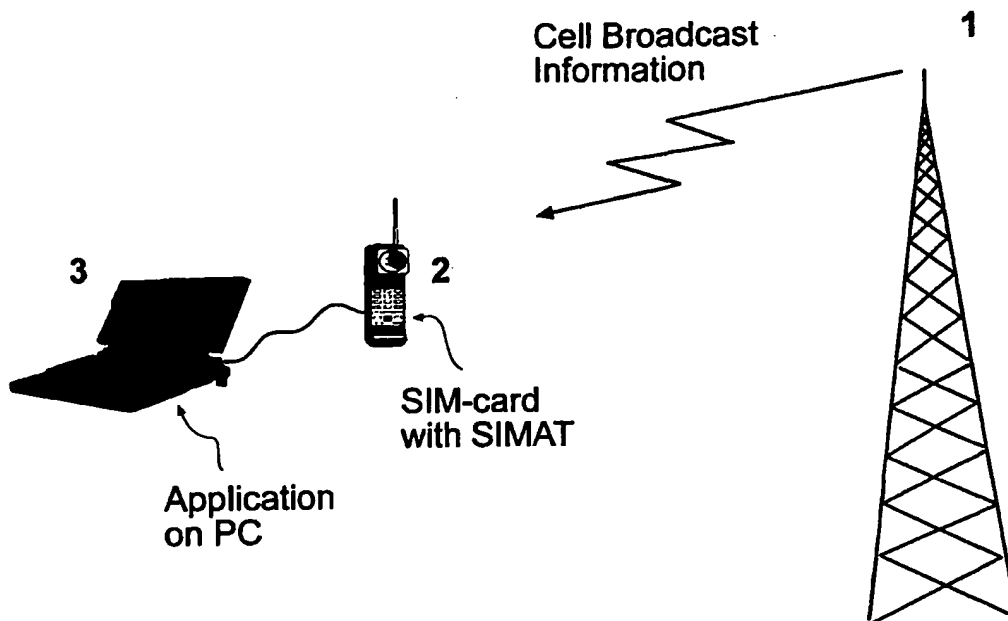 1
Cell Broadcast
Information
3
2
SIM-card
with SIMAT
Application
on PC